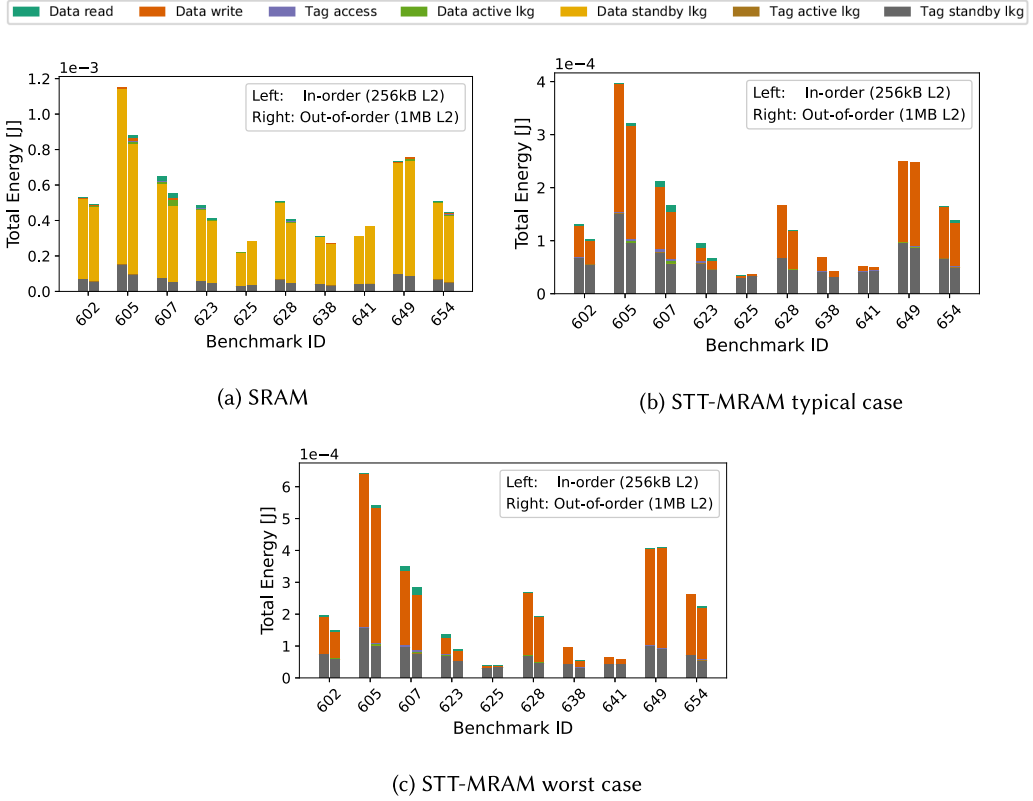 Data read Data write Tag access Data active lkg Data standby lkg Tag active lkg Tag standby lkg
1e−3
1.2
1.0
0.8
0.6
0.4
0.2
0.0
Total Energy [J]
Left: In-order (256kB L2)
Right: Out-of-order (1MB L2)
602 605 607 623 625 628 638 641 649 654
Benchmark ID
(a) SRAM
1e−4
4
3
2
1
0
Total Energy [J]
Left: In-order (256kB L2)
Right: Out-of-order (1MB L2)
602 605 607 623 625 628 638 641 649 654
Benchmark ID
(b) STT-MRAM typical case
1e−4
6
5
4
3
2
1
0
Total Energy [J]
Left: In-order (256kB L2)
Right: Out-of-order (1MB L2)
602 605 607 623 625 628 638 641 649 654
Benchmark ID
(c) STT-MRAM worst case